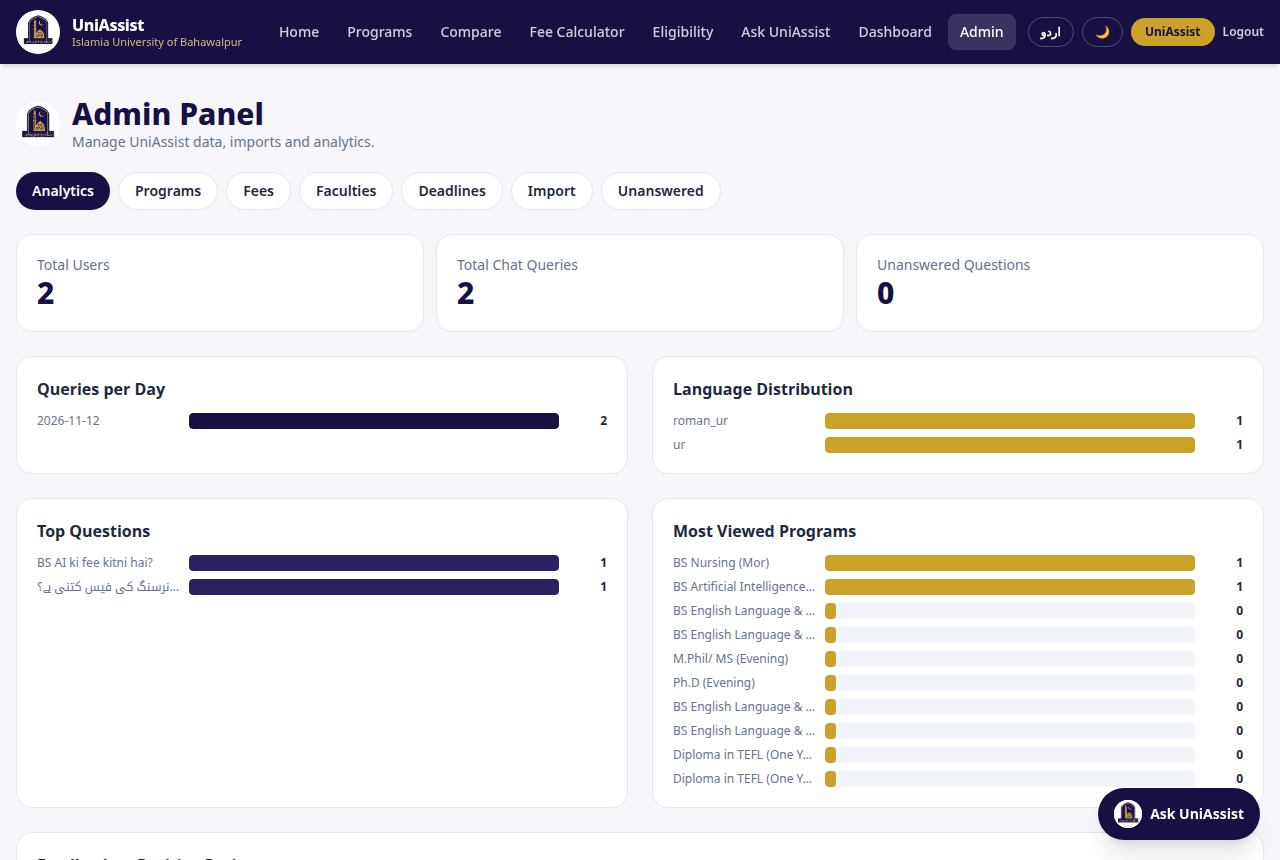 UniAssist
Islamia University of Bahawalpur
Home
Programs
Compare
Fee Calculator
Eligibility
Ask UniAssist
Dashboard
Admin
اردو
UniAssist
Logout
Admin Panel
Manage UniAssist data, imports and analytics.
Analytics
Programs
Fees
Faculties
Deadlines
Import
Unanswered
Total Users
2
Total Chat Queries
2
Unanswered Questions
0
Queries per Day
2026-11-12
2
Language Distribution
roman_ur
1
ur
1
Top Questions
BS AI ki fee kitni hai?
1
نرسنگ کی فیس کتنی ہے؟...
1
Most Viewed Programs
BS Nursing (Mor)
1
BS Artificial Intelligence...
1
BS English Language & ...
0
BS English Language & ...
0
M.Phil/ MS (Evening)
0
Ph.D (Evening)
0
BS English Language & ...
0
BS English Language & ...
0
Diploma in TEFL (One Y...
0
Diploma in TEFL (One Y...
0
Ask UniAssist